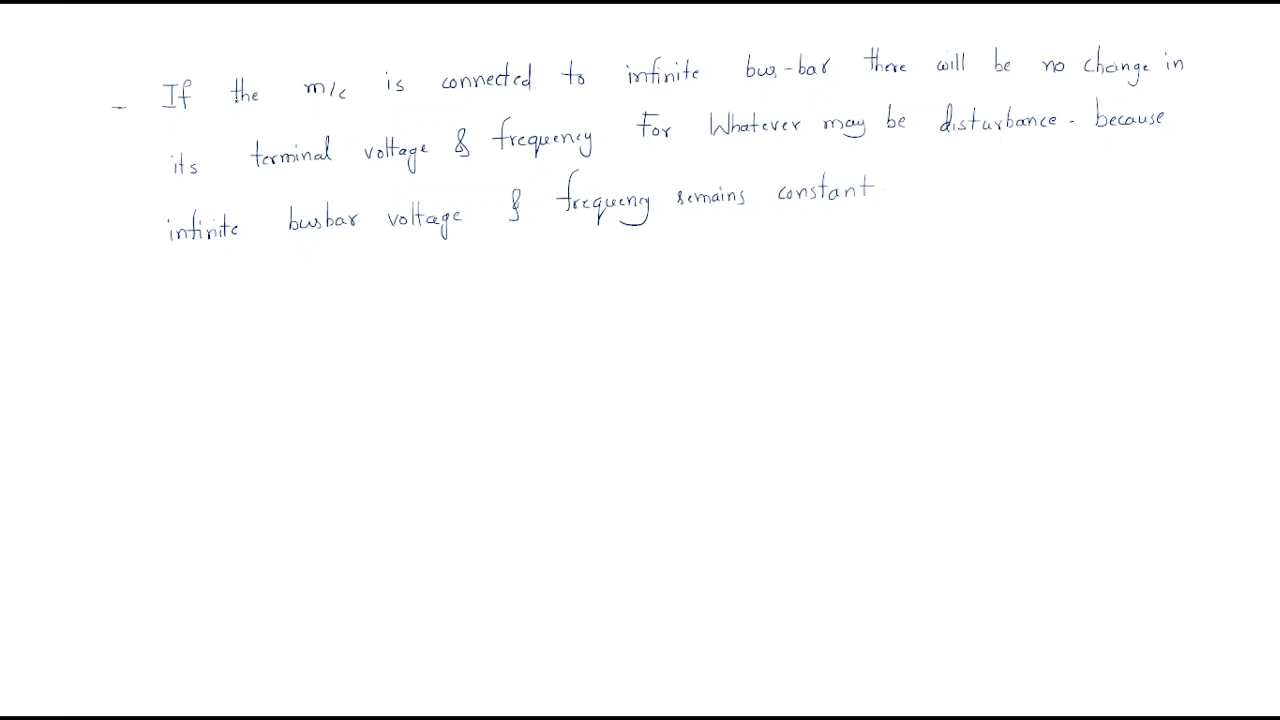 - If the m/c is connected to infinite bus-bar there will be no change in
its terminal voltage & frequency For Whatever may be disturbance. because
infinite busbar voltage & frequency remains constant